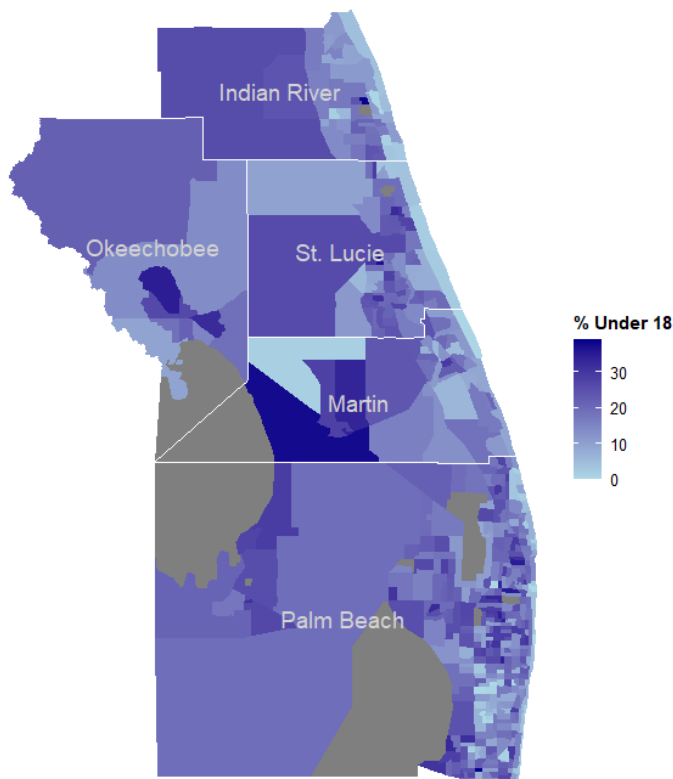 Indian River
Okeechobee
St. Lucie
% Under 18
30
20
10
0
Martin
Palm Beach